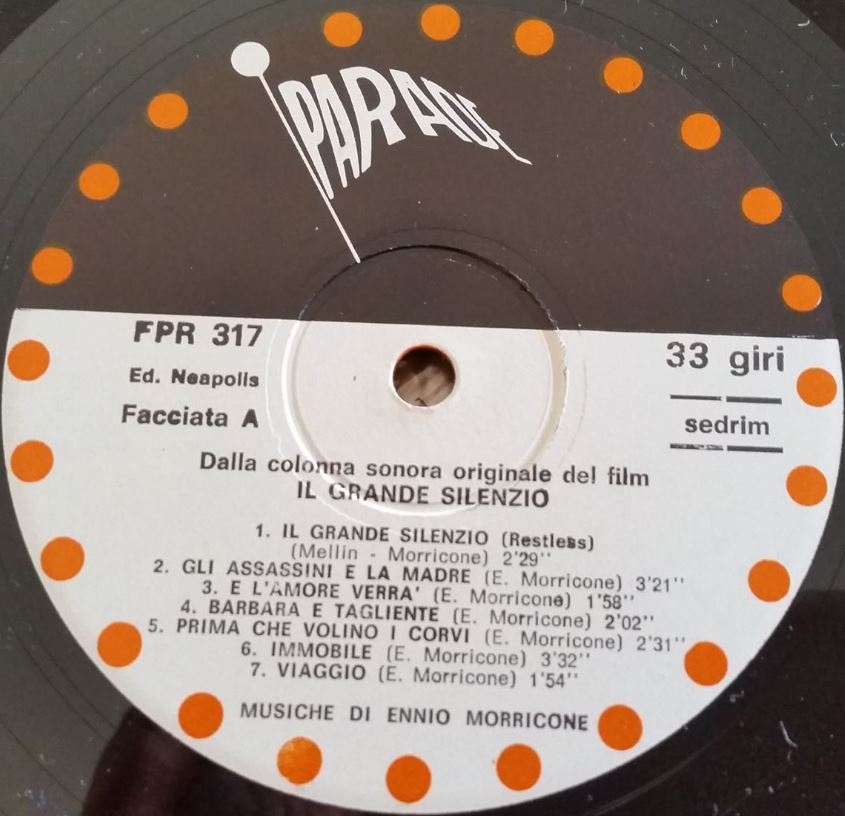 PARADE
FPR 317
Ed. Neapolis
Facciata A
33 giri
sedrim
Dalla colonna sonora originale del film
IL GRANDE SILENZIO
1. IL GRANDE SILENZIO (Restless)
(Mellin - Morricone) 2'29''
2. GLI ASSASSINI E LA MADRE (E. Morricone) 3'21''
3. E L'AMORE VERRA' (E. Morricone) 1'58''
4. BARBARA E TAGLIENTE (E. Morricone) 2'02''
5. PRIMA CHE VOLINO I CORVI (E. Morricone) 2'31''
6. IMMOBILE (E. Morricone) 3'32''
7. VIAGGIO (E. Morricone) 1'54''
MUSICHE DI ENNIO MORRICONE